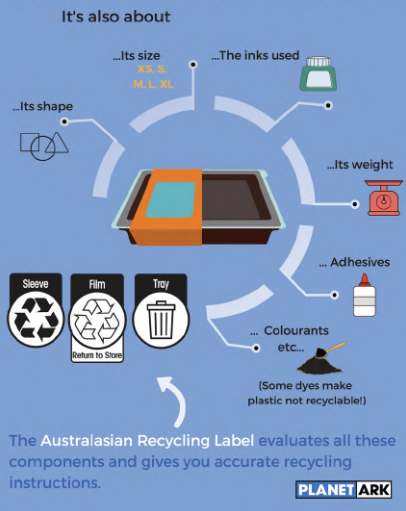 It's also about
...Its size
XS, S,
M, L, XL
...The inks used
...Its shape
...Its weight
... Adhesives
... Colourants
etc...
(Some dyes make
plastic not recyclable!)
Sleeve
Film
Return to Store
Tray
The Australasian Recycling Label evaluates all these
components and gives you accurate recycling
instructions.
PLANET ARK